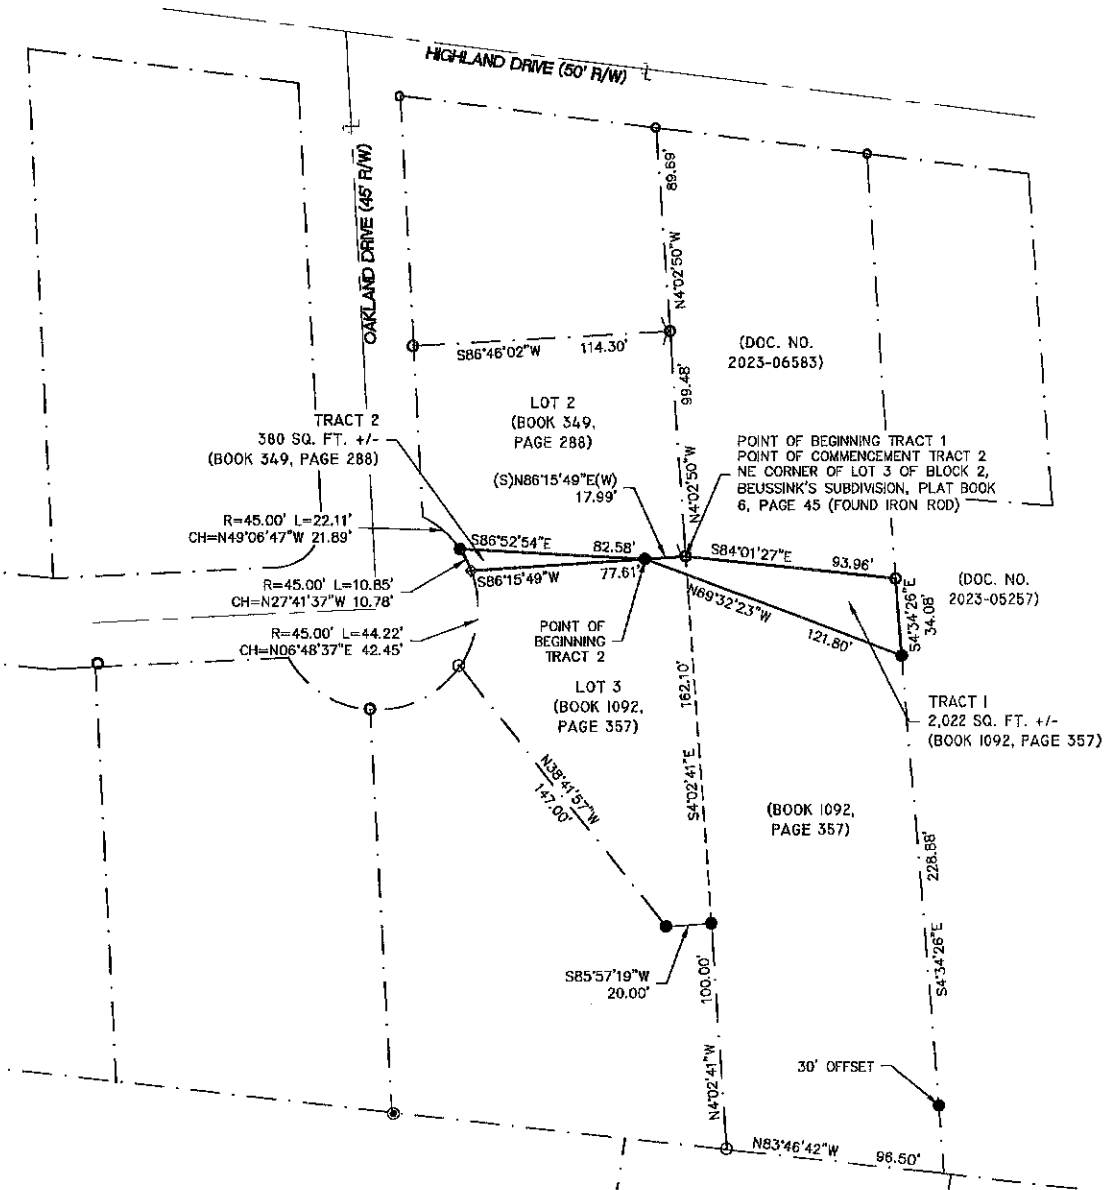 HIGHLAND DRIVE (50' R/W)
OAKLAND DRIVE (45' R/W)
89.69'
N4°02'50"W
S86°46'02"W 114.30'
(DOC. NO.
2023-06583)
99.48'
LOT 2
(BOOK 349,
PAGE 288)
TRACT 2
380 SQ. FT. +/-
(BOOK 349, PAGE 288)
POINT OF BEGINNING TRACT 1
POINT OF COMMENCEMENT TRACT 2
NE CORNER OF LOT 3 OF BLOCK 2,
BEUSSINK'S SUBDIVISION, PLAT BOOK
6, PAGE 45 (FOUND IRON ROD)
(S)N86°15'49"E(W)
17.99'
N4°02'50"W
R=45.00' L=22.11'
CH=N49°06'47"W 21.89'
S86°52'54"E 82.58'
S84°01'27"E 93.96'
S86°15'49"W 77.61'
R=45.00' L=10.85'
CH=N27°41'37"W 10.78'
N69°32'23"W 121.80'
S4°34'26"E
34.08'
(DOC. NO.
2023-05257)
R=45.00' L=44.22'
CH=N06°48'37"E 42.45'
POINT OF
BEGINNING
TRACT 2
LOT 3
(BOOK 1092,
PAGE 357)
162.10'
S4°02'41"E
TRACT 1
2,022 SQ. FT. +/-
(BOOK 1092, PAGE 357)
N38°41'57"W
147.00'
(BOOK 1092,
PAGE 357)
228.88'
S4°34'26"E
S85°57'19"W
20.00'
100.00'
N4°02'41"W
30' OFFSET
N83°46'42"W 96.50'